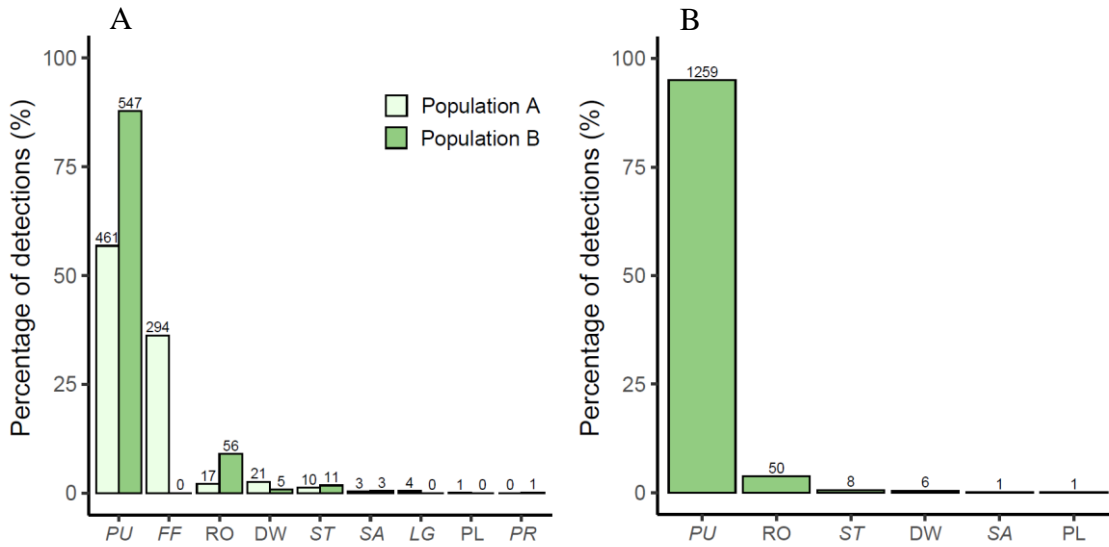 A
Percentage of detections (%)
100
75
50
25
0
Population A
Population B
461
547
294
0
17
56
21
5
10
11
3
3
4
0
1
0
0
1
PU
FF
RO
DW
ST
SA
LG
PL
PR
B
Percentage of detections (%)
100
75
50
25
0
1259
50
8
6
1
1
PU
RO
ST
DW
SA
PL